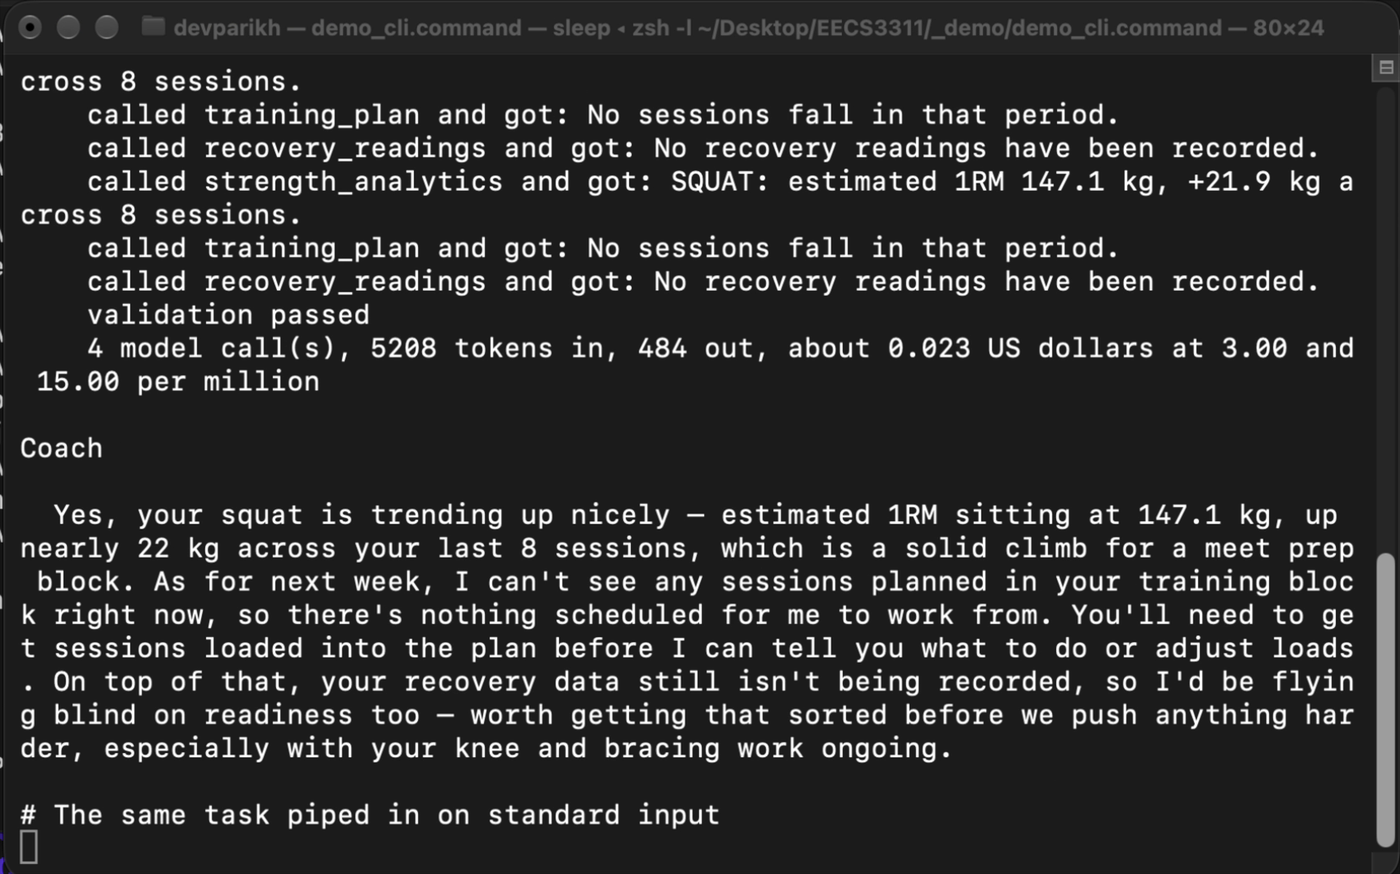 devparikh — demo_cli.command — sleep ◂ zsh -l ~/Desktop/EECS3311/_demo/demo_cli.command — 80×24
cross 8 sessions.
    called training_plan and got: No sessions fall in that period.
    called recovery_readings and got: No recovery readings have been recorded.
    called strength_analytics and got: SQUAT: estimated 1RM 147.1 kg, +21.9 kg a
cross 8 sessions.
    called training_plan and got: No sessions fall in that period.
    called recovery_readings and got: No recovery readings have been recorded.
    validation passed
    4 model call(s), 5208 tokens in, 484 out, about 0.023 US dollars at 3.00 and
 15.00 per million
Coach
  Yes, your squat is trending up nicely — estimated 1RM sitting at 147.1 kg, up
nearly 22 kg across your last 8 sessions, which is a solid climb for a meet prep
 block. As for next week, I can't see any sessions planned in your training bloc
k right now, so there's nothing scheduled for me to work from. You'll need to ge
t sessions loaded into the plan before I can tell you what to do or adjust loads
. On top of that, your recovery data still isn't being recorded, so I'd be flyin
g blind on readiness too — worth getting that sorted before we push anything har
der, especially with your knee and bracing work ongoing.
# The same task piped in on standard input